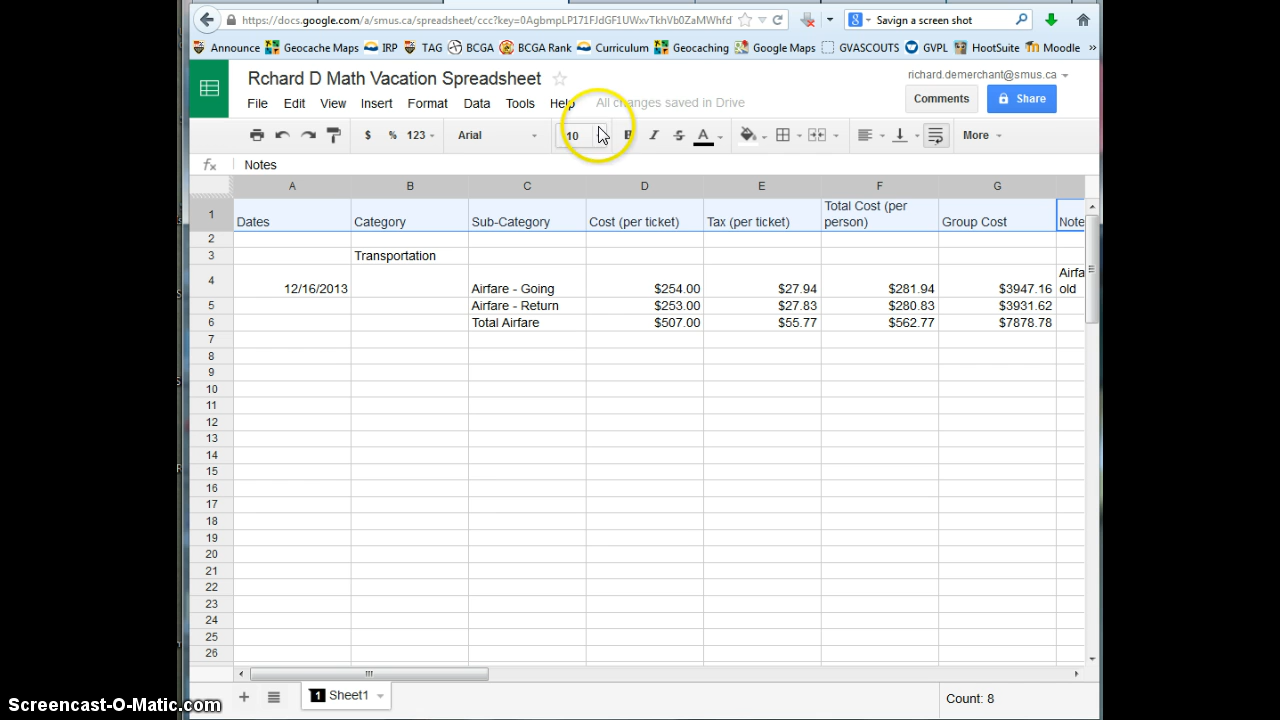 https://docs.google.com/a/smus.ca/spreadsheet/ccc?key=0AgbmpLP171FJdGF1UWxvTkhVb0ZaMWhfd
Savign a screen shot
Announce Geocache Maps IRP TAG BCGA BCGA Rank Curriculum Geocaching Google Maps GVASCOUTS GVPL HootSuite Moodle »
Rchard D Math Vacation Spreadsheet
richard.demerchant@smus.ca
File Edit View Insert Format Data Tools Help All changes saved in Drive
Comments Share
$ % 123 Arial 10 B I S A More
fx Notes
A B C D E F G
1 Dates Category Sub-Category Cost (per ticket) Tax (per ticket) Total Cost (per person) Group Cost Note
2
3 Transportation
4 12/16/2013 Airfare - Going $254.00 $27.94 $281.94 $3947.16 Airfa old
5 Airfare - Return $253.00 $27.83 $280.83 $3931.62
6 Total Airfare $507.00 $55.77 $562.77 $7878.78
7
8
9
10
11
12
13
14
15
16
17
18
19
20
21
22
23
24
25
26
+ 1 Sheet1
Count: 8
Screencast-O-Matic.com